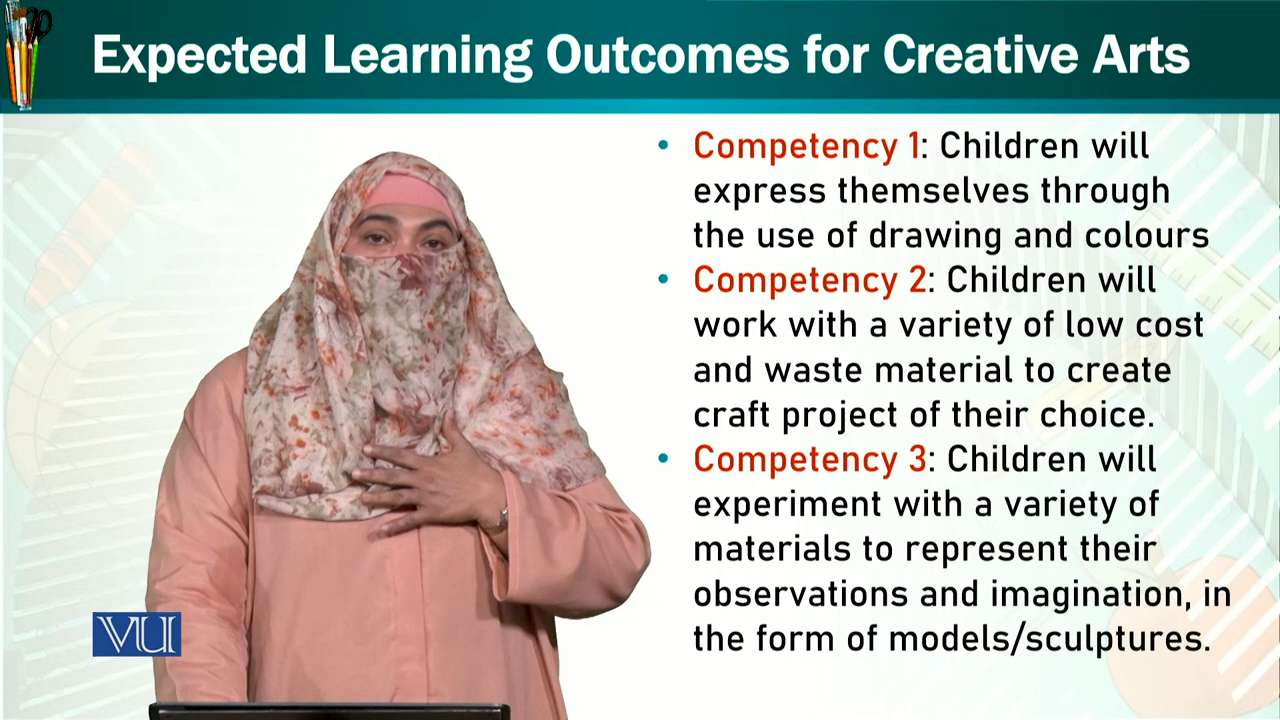 Expected Learning Outcomes for Creative Arts
• Competency 1: Children will
express themselves through
the use of drawing and colours
• Competency 2: Children will
work with a variety of low cost
and waste material to create
craft project of their choice.
• Competency 3: Children will
experiment with a variety of
materials to represent their
observations and imagination, in
the form of models/sculptures.
VU